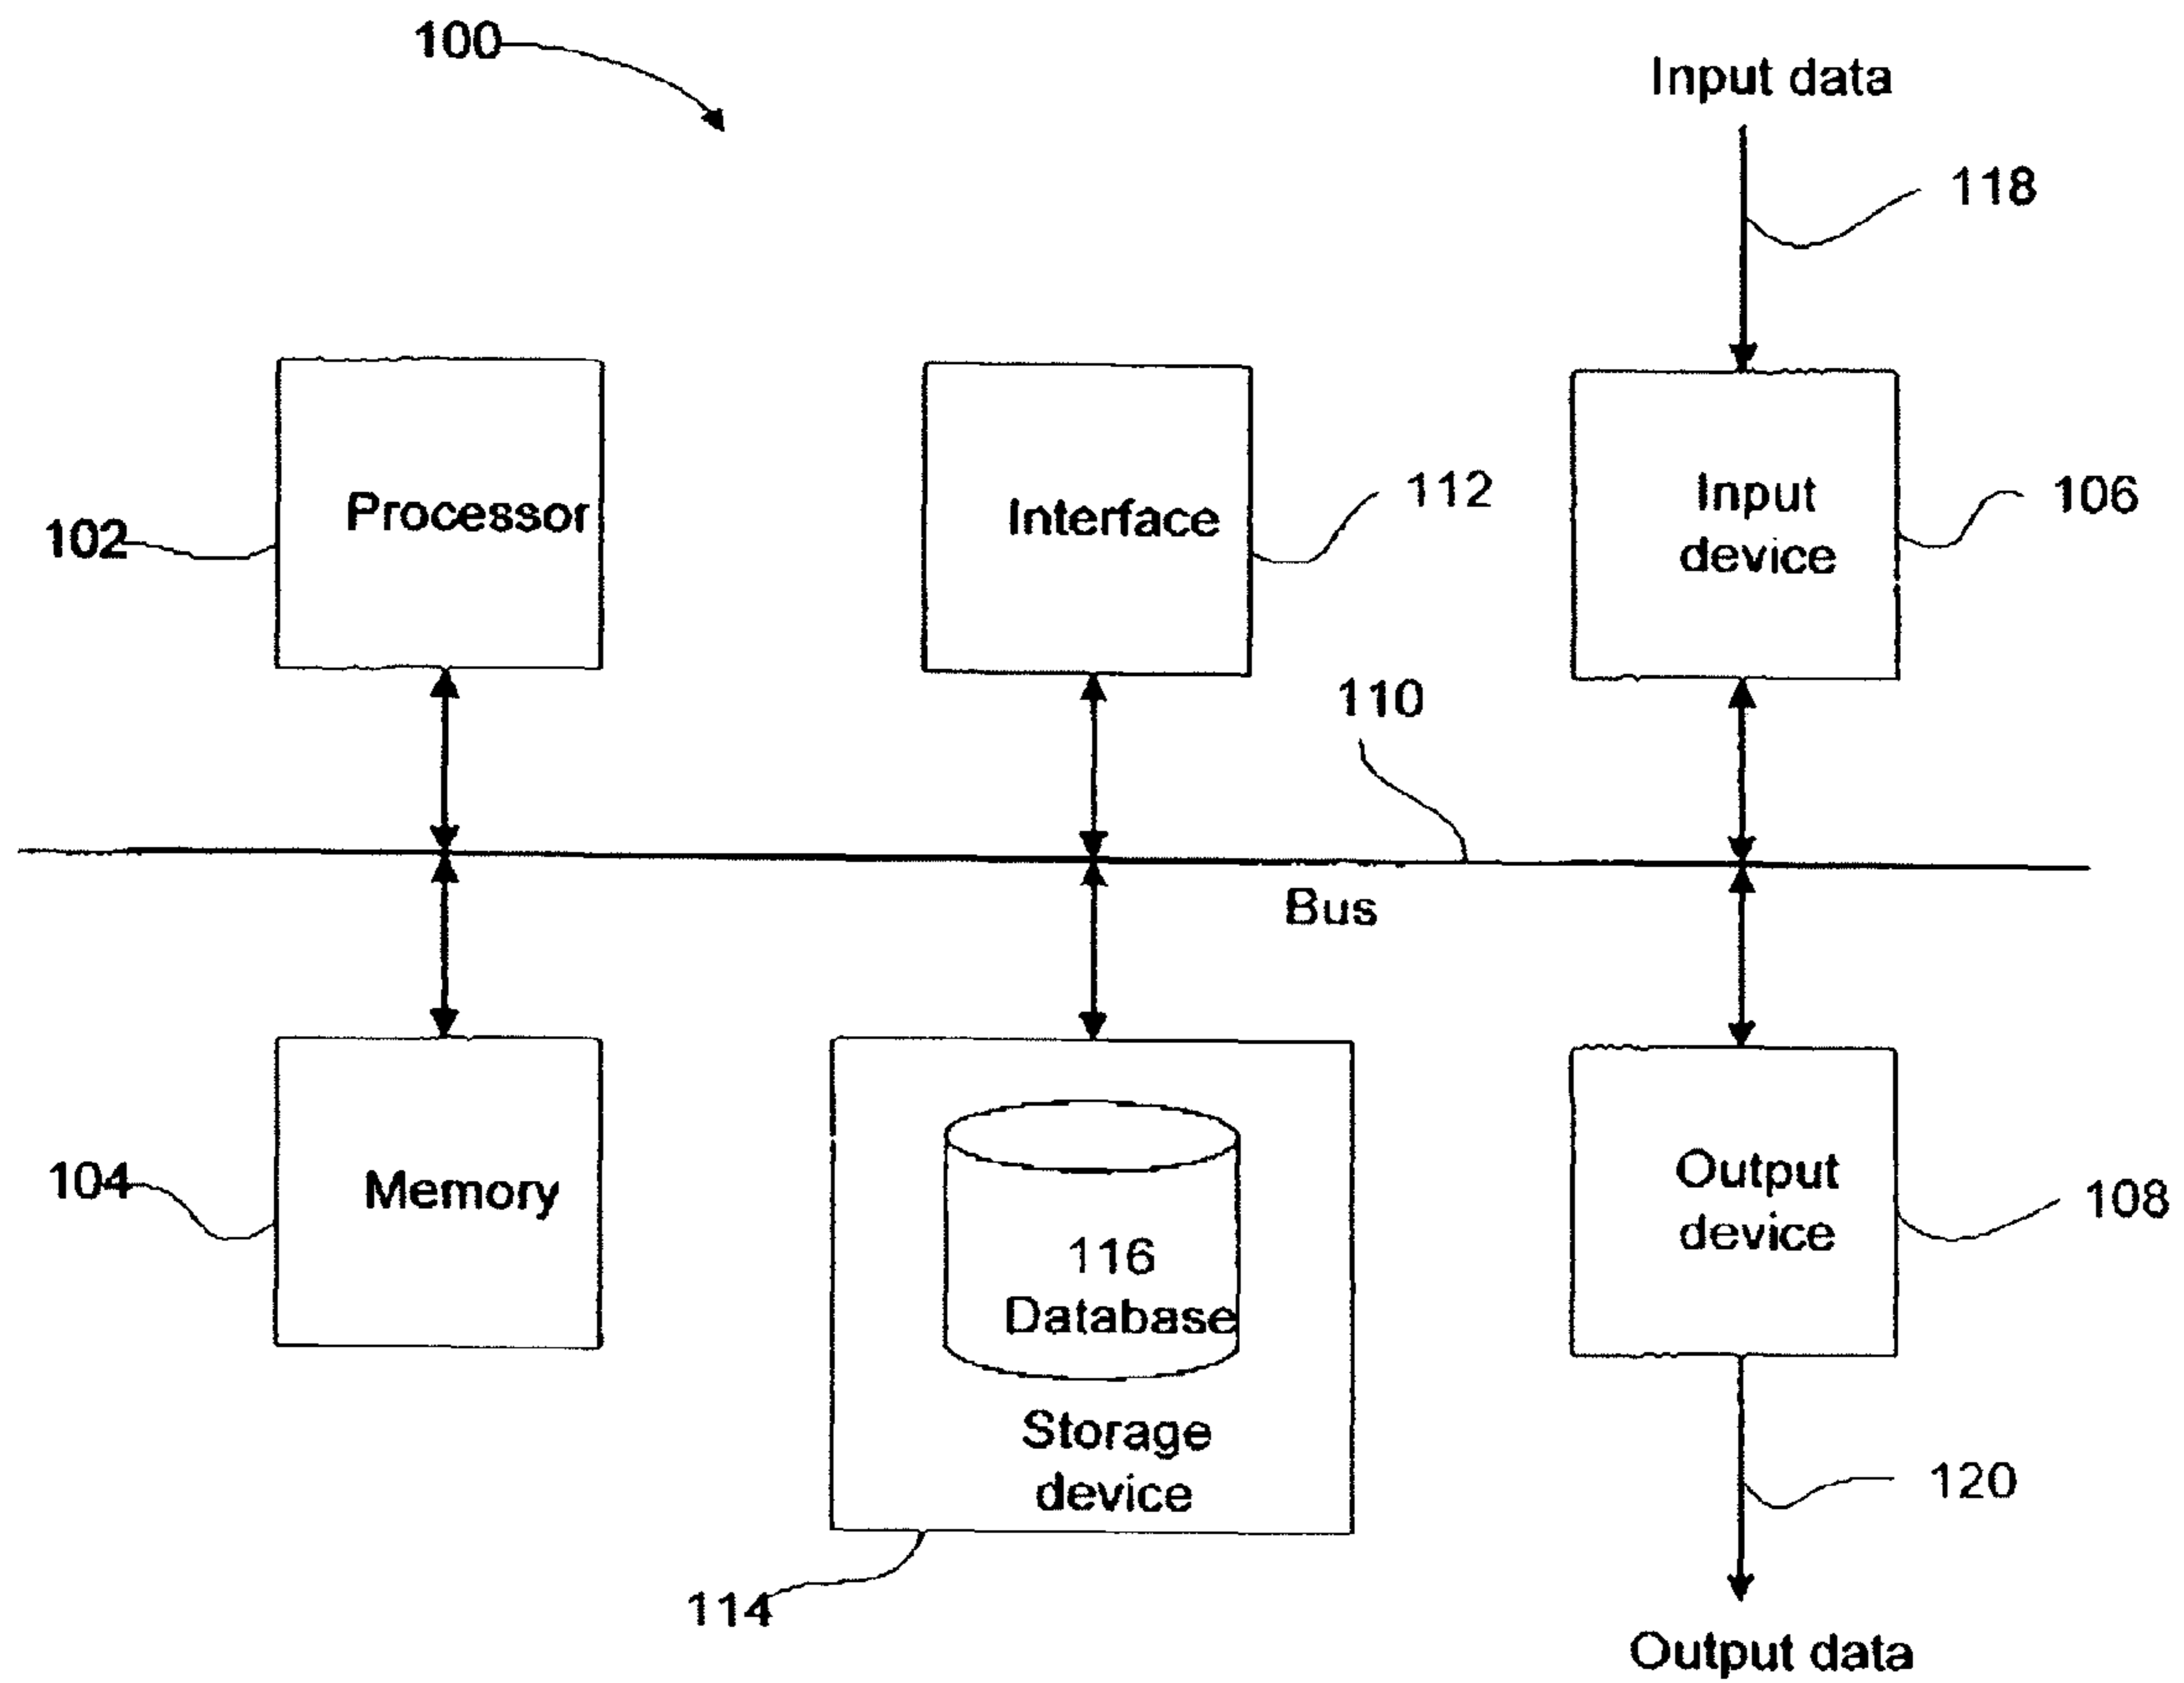 100
Input data
118
Processor
102
Interface
112
Input
device
106
110
Bus
Memory
104
116
Database
Storage
device
114
Output
device
108
120
Output data